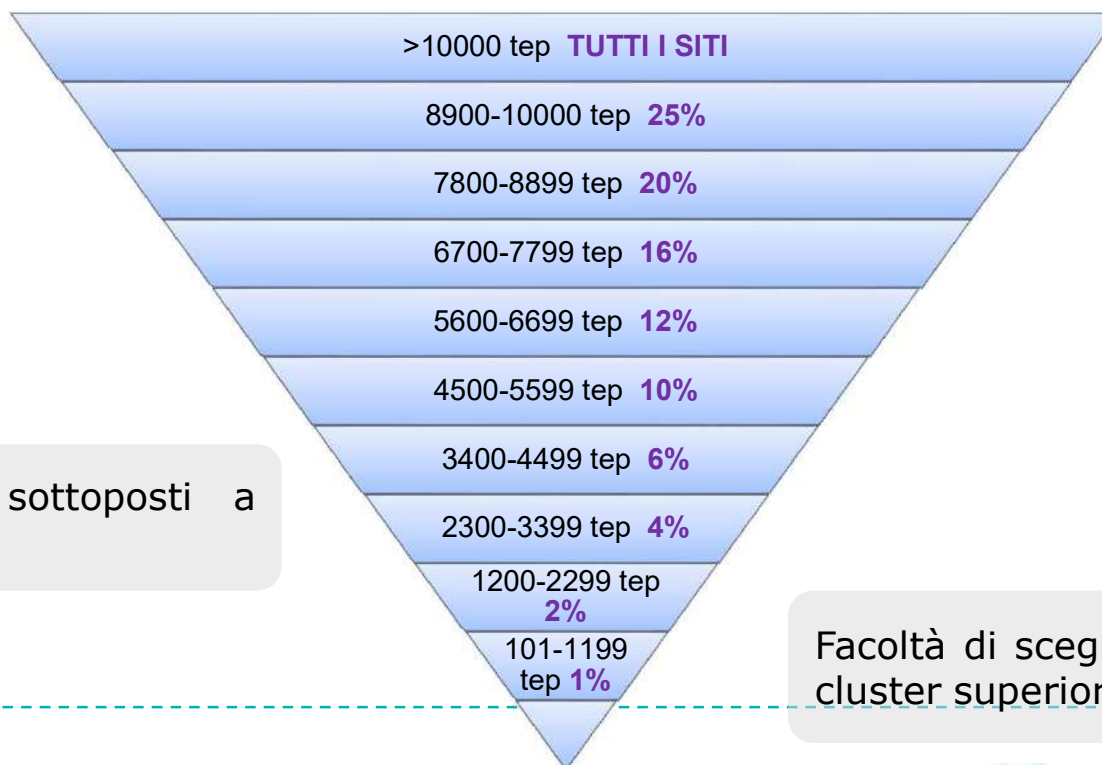 >10000 tep TUTTI I SITI
8900-10000 tep 25%
7800-8899 tep 20%
6700-7799 tep 16%
5600-6699 tep 12%
4500-5599 tep 10%
3400-4499 tep 6%
sottoposti a
2300-3399 tep 4%
1200-2299 tep
2%
101-1199
tep 1%
Facoltà di
cluster